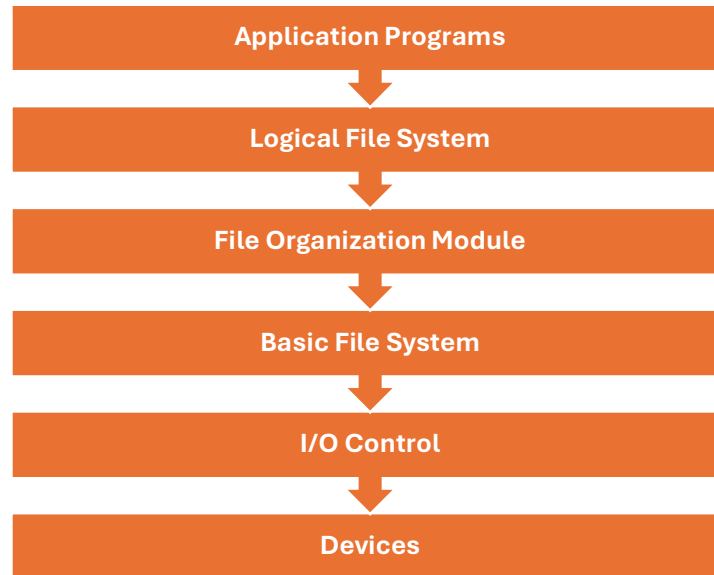 Application Programs
Logical File System
File Organization Module
Basic File System
I/O Control
Devices